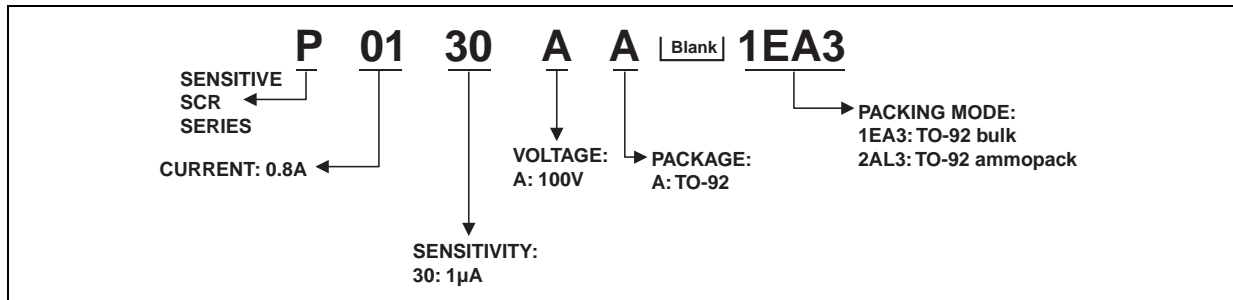 P 01 30 A A Blank 1EA3
SENSITIVE
SCR
SERIES
CURRENT: 0.8A
SENSITIVITY:
30: 1µA
VOLTAGE:
A: 100V
PACKAGE:
A: TO-92
PACKING MODE:
1EA3: TO-92 bulk
2AL3: TO-92 ammopack